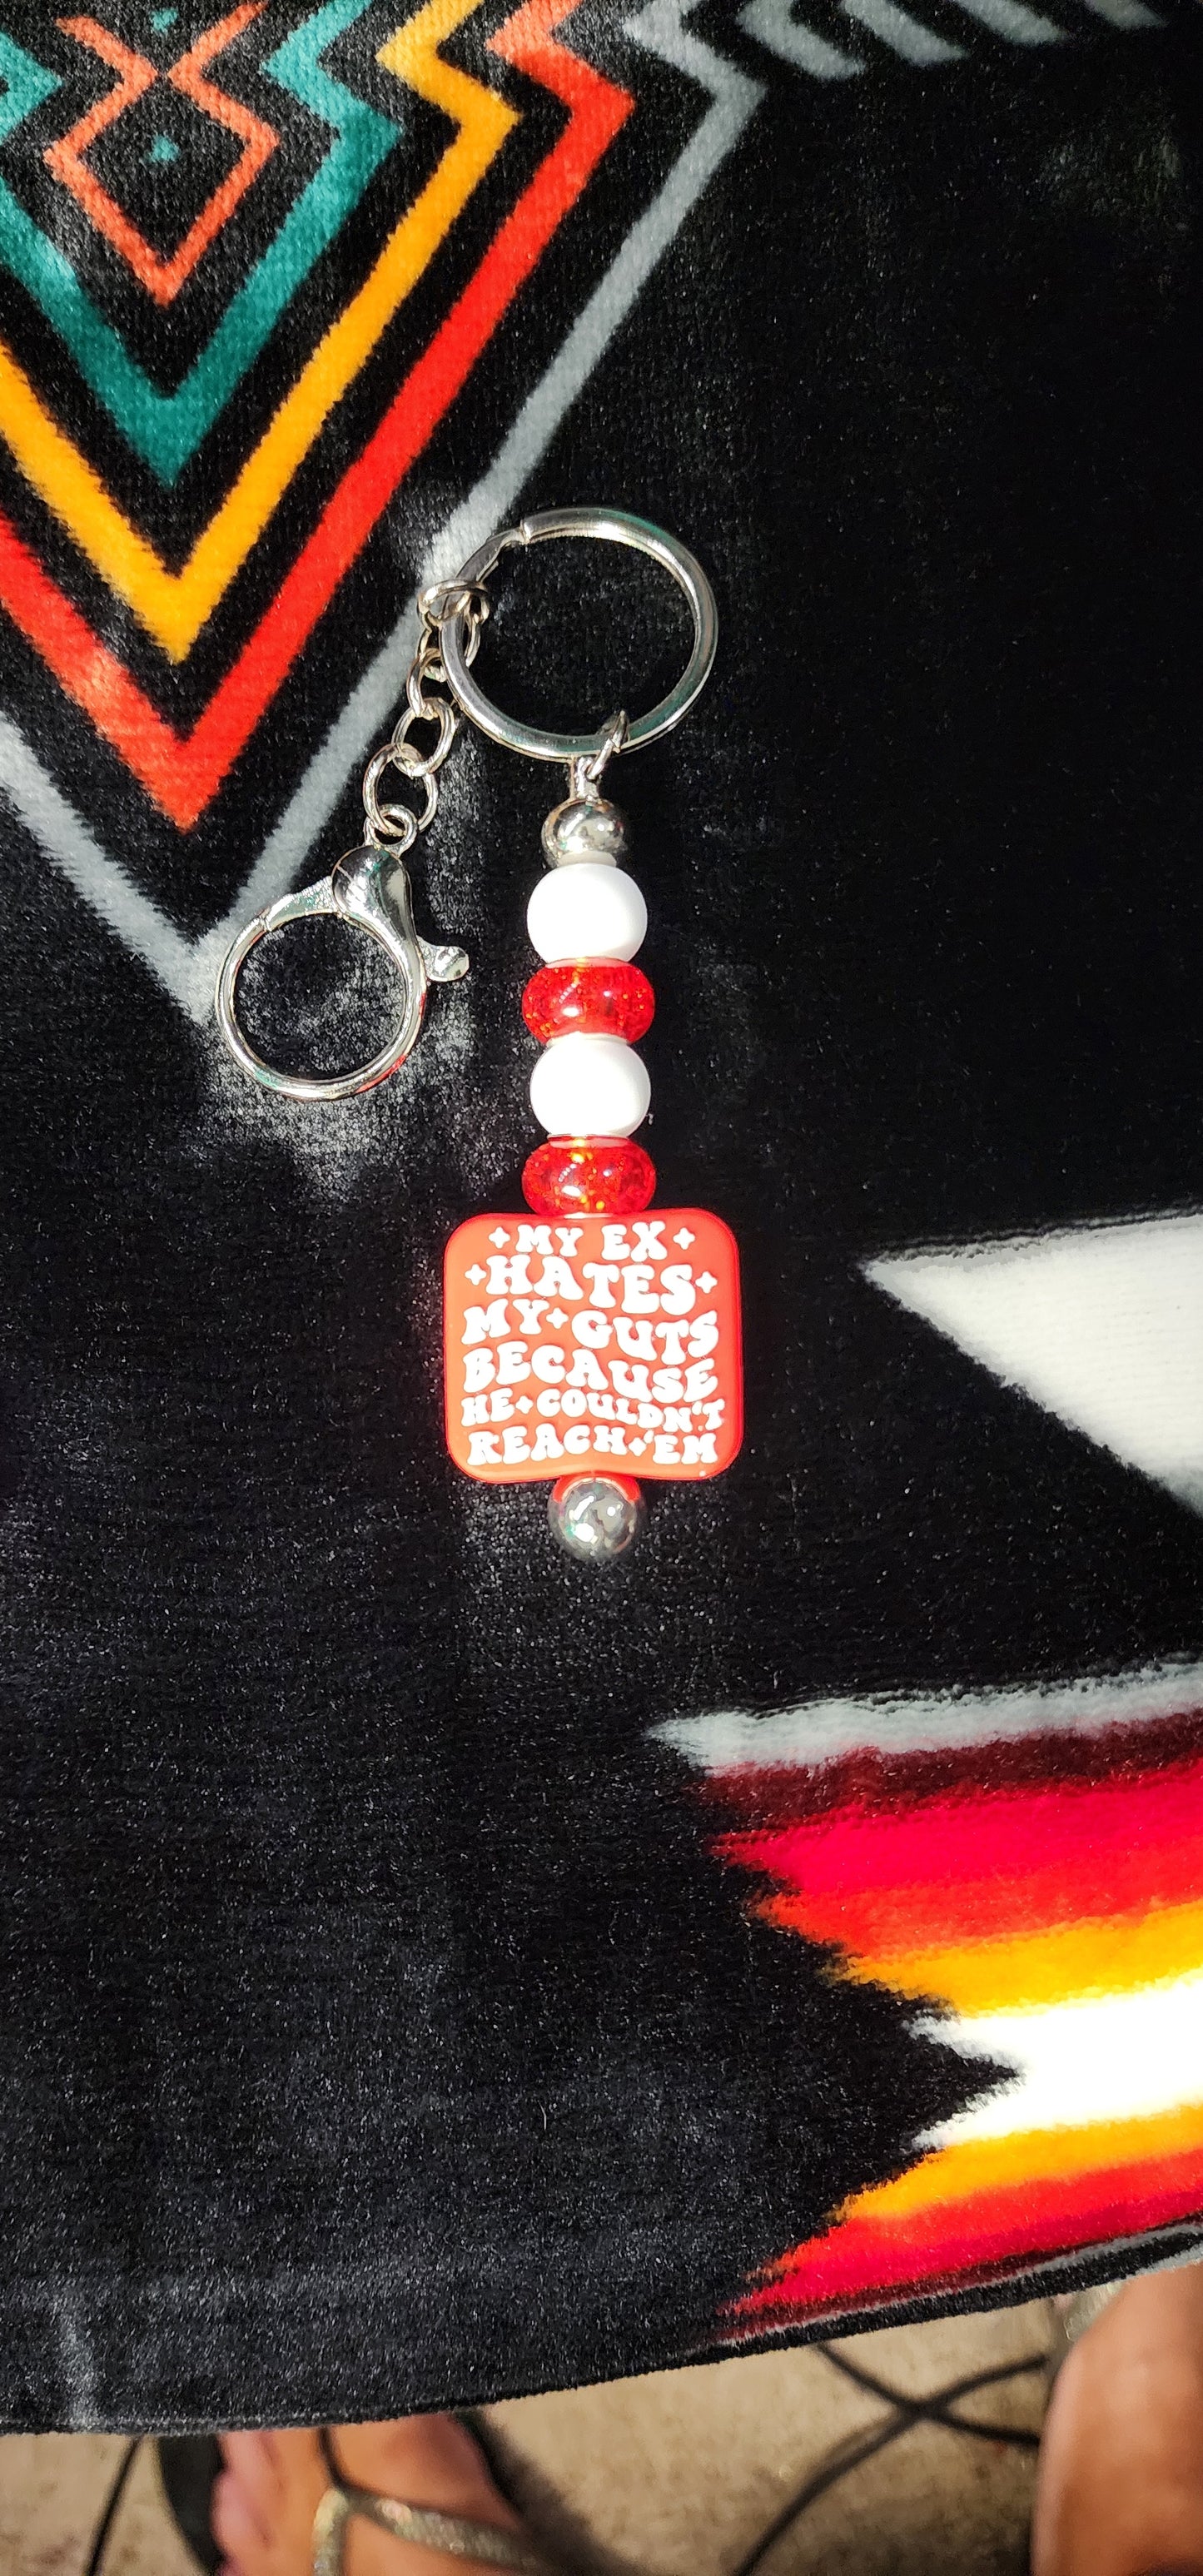 MY EX
HATES
MY GUTS
BECAUSE
HE COULDN'T
REACH 'EM